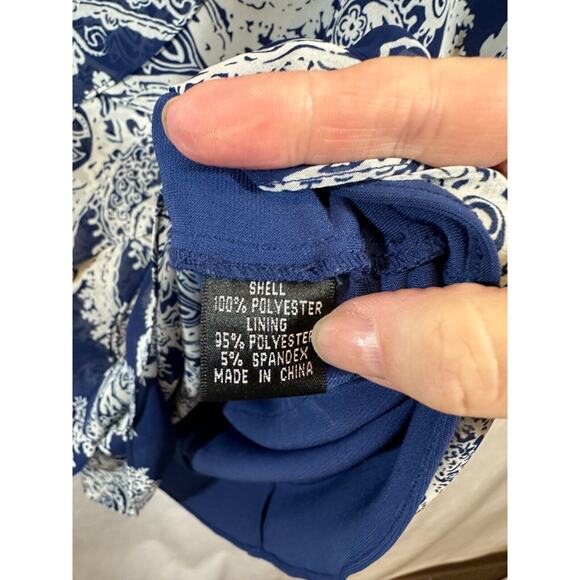 SHELL
100% POLYESTER
LINING
95% POLYESTER
5% SPANDEX
MADE IN CHINA